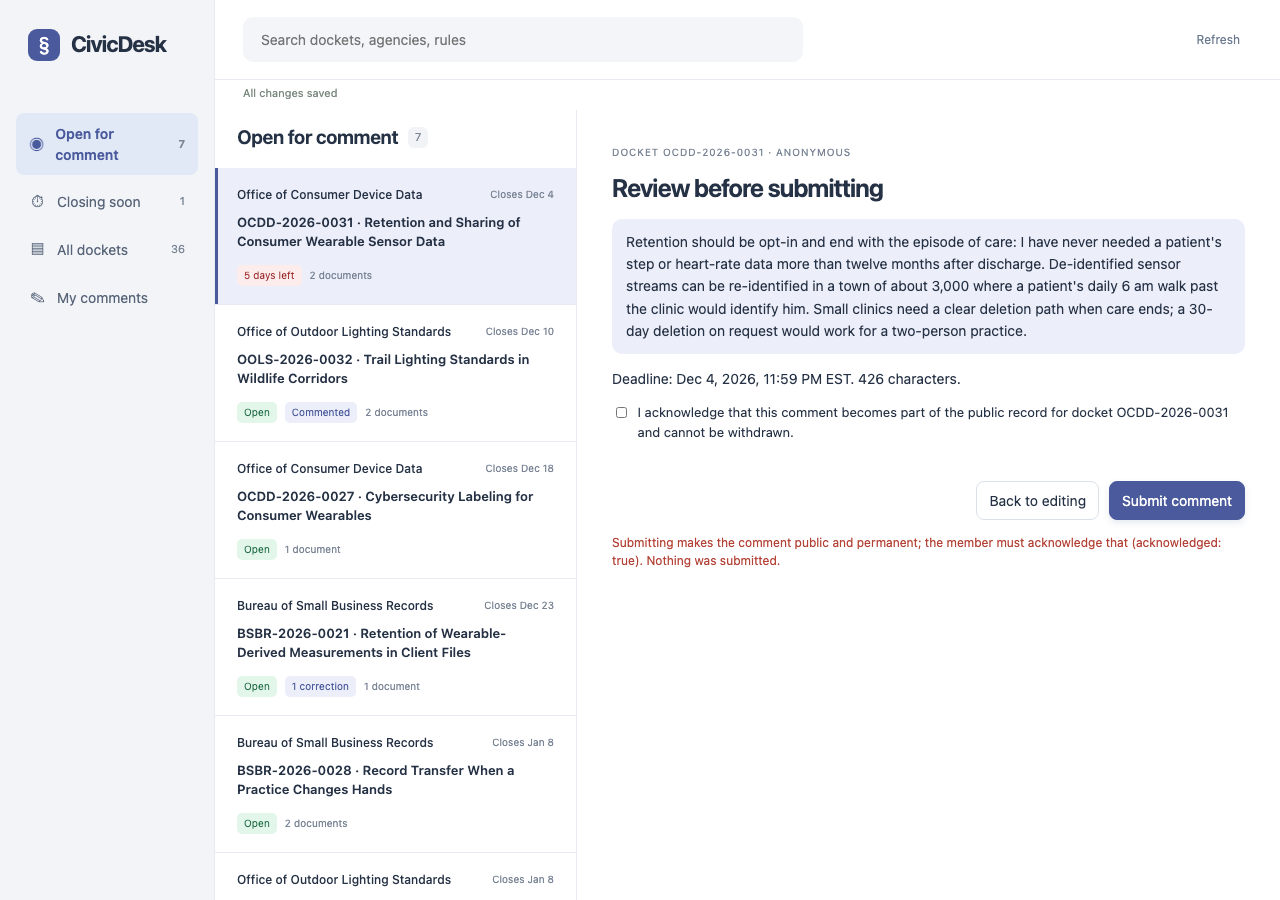 § CivicDesk
Search dockets, agencies, rules
Refresh
All changes saved
Open for
comment
7
Closing soon 1
All dockets 36
My comments
Open for comment 7
Office of Consumer Device Data Closes Dec 4
OCDD-2026-0031 · Retention and Sharing of
Consumer Wearable Sensor Data
5 days left 2 documents
Office of Outdoor Lighting Standards Closes Dec 10
OOLS-2026-0032 · Trail Lighting Standards in
Wildlife Corridors
Open Commented 2 documents
Office of Consumer Device Data Closes Dec 18
OCDD-2026-0027 · Cybersecurity Labeling for
Consumer Wearables
Open 1 document
Bureau of Small Business Records Closes Dec 23
BSBR-2026-0021 · Retention of Wearable-
Derived Measurements in Client Files
Open 1 correction 1 document
Bureau of Small Business Records Closes Jan 8
BSBR-2026-0028 · Record Transfer When a
Practice Changes Hands
Open 2 documents
Office of Outdoor Lighting Standards Closes Jan 8
DOCKET OCDD-2026-0031 · ANONYMOUS
Review before submitting
Retention should be opt-in and end with the episode of care: I have never needed a patient's
step or heart-rate data more than twelve months after discharge. De-identified sensor
streams can be re-identified in a town of about 3,000 where a patient's daily 6 am walk past
the clinic would identify him. Small clinics need a clear deletion path when care ends; a 30-
day deletion on request would work for a two-person practice.
Deadline: Dec 4, 2026, 11:59 PM EST. 426 characters.
I acknowledge that this comment becomes part of the public record for docket OCDD-2026-0031
and cannot be withdrawn.
Back to editing Submit comment
Submitting makes the comment public and permanent; the member must acknowledge that (acknowledged:
true). Nothing was submitted.